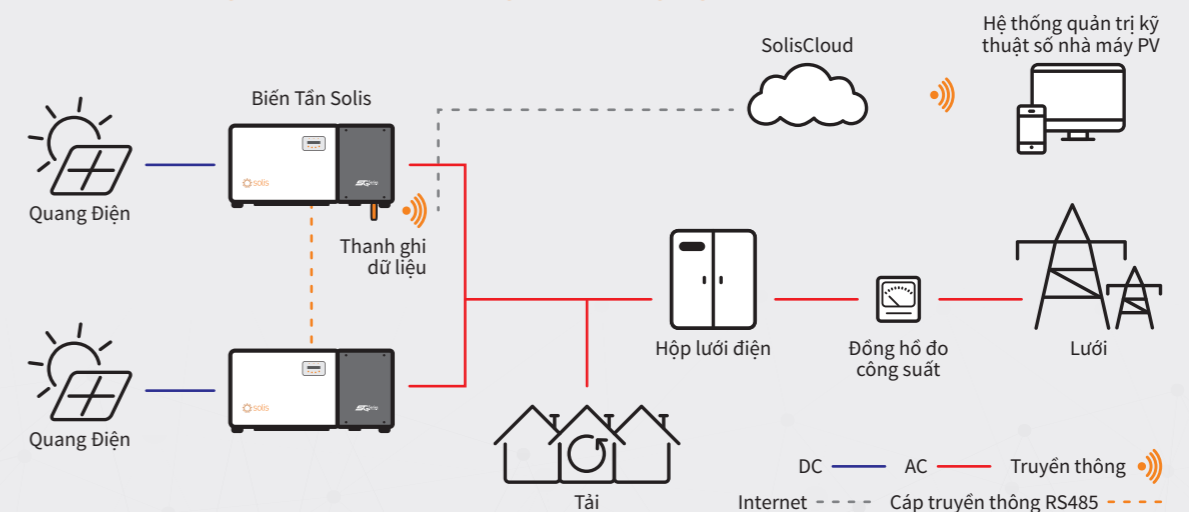 Hệ thống quản trị kỹ
thuật số nhà máy PV
SolisCloud
Biến Tần Solis
solis
Quang Điện
Thanh ghi
dữ liệu
Hộp lưới điện
Đồng hồ đo
công suất
Lưới
solis
Quang Điện
Tải
DC
AC
Truyền thông
Internet
Cáp truyền thông RS485